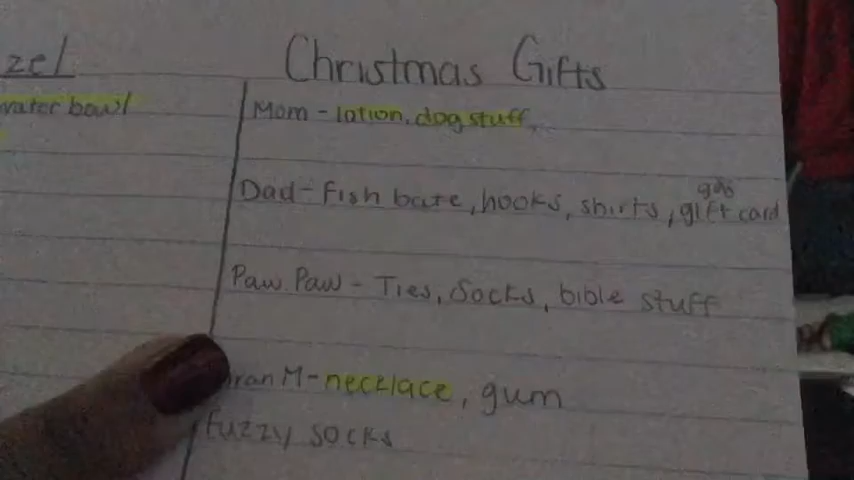 zel
water bowl
Christmas Gifts
Mom - lotion, dog stuff,
Dad - Fish bate, hooks, shirts, gift card
Paw Paw - Ties, Socks, bible stuff
ran M - necklace, gum
fuzzy socks